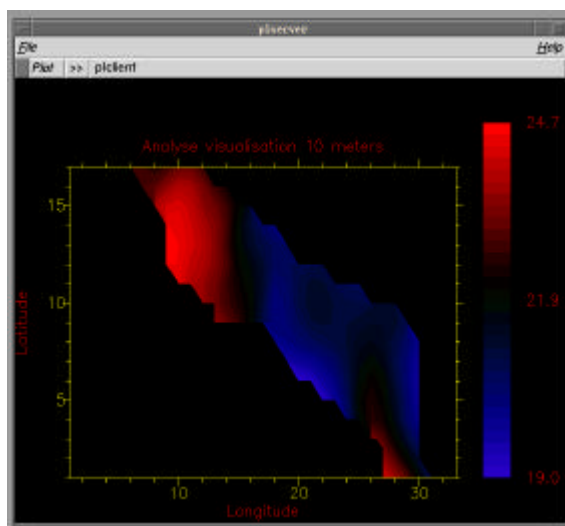 plserver
File Help
Plot >> plclient
Analyse visualisation 10 meters
24.7
15
10
21.9
Latitude
5
19.0
10 20 30
Longitude